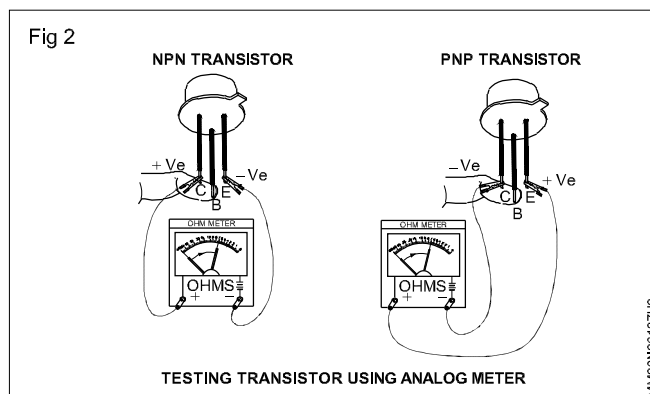 Fig 2
NPN TRANSISTOR
PNP TRANSISTOR
+ Ve
- Ve
C
E
B
- Ve
+ Ve
C
E
B
OHM METER
OHMS
+
-
OHM METER
OHMS
+
-
TESTING TRANSISTOR USING ANALOG METER